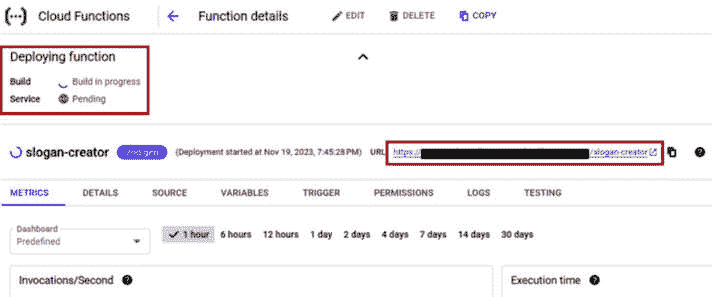 Cloud Functions Function details EDIT DELETE COPY
Deploying function
Build Build in progress
Service Pending
slogan-creator 2nd gen (Deployment started at Nov 19, 2023, 7:45:28 PM) URL https:// /slogan-creator
METRICS DETAILS SOURCE VARIABLES TRIGGER PERMISSIONS LOGS TESTING
Dashboard
Predefined
1 hour 6 hours 12 hours 1 day 2 days 4 days 7 days 14 days 30 days
Invocations/Second Execution time